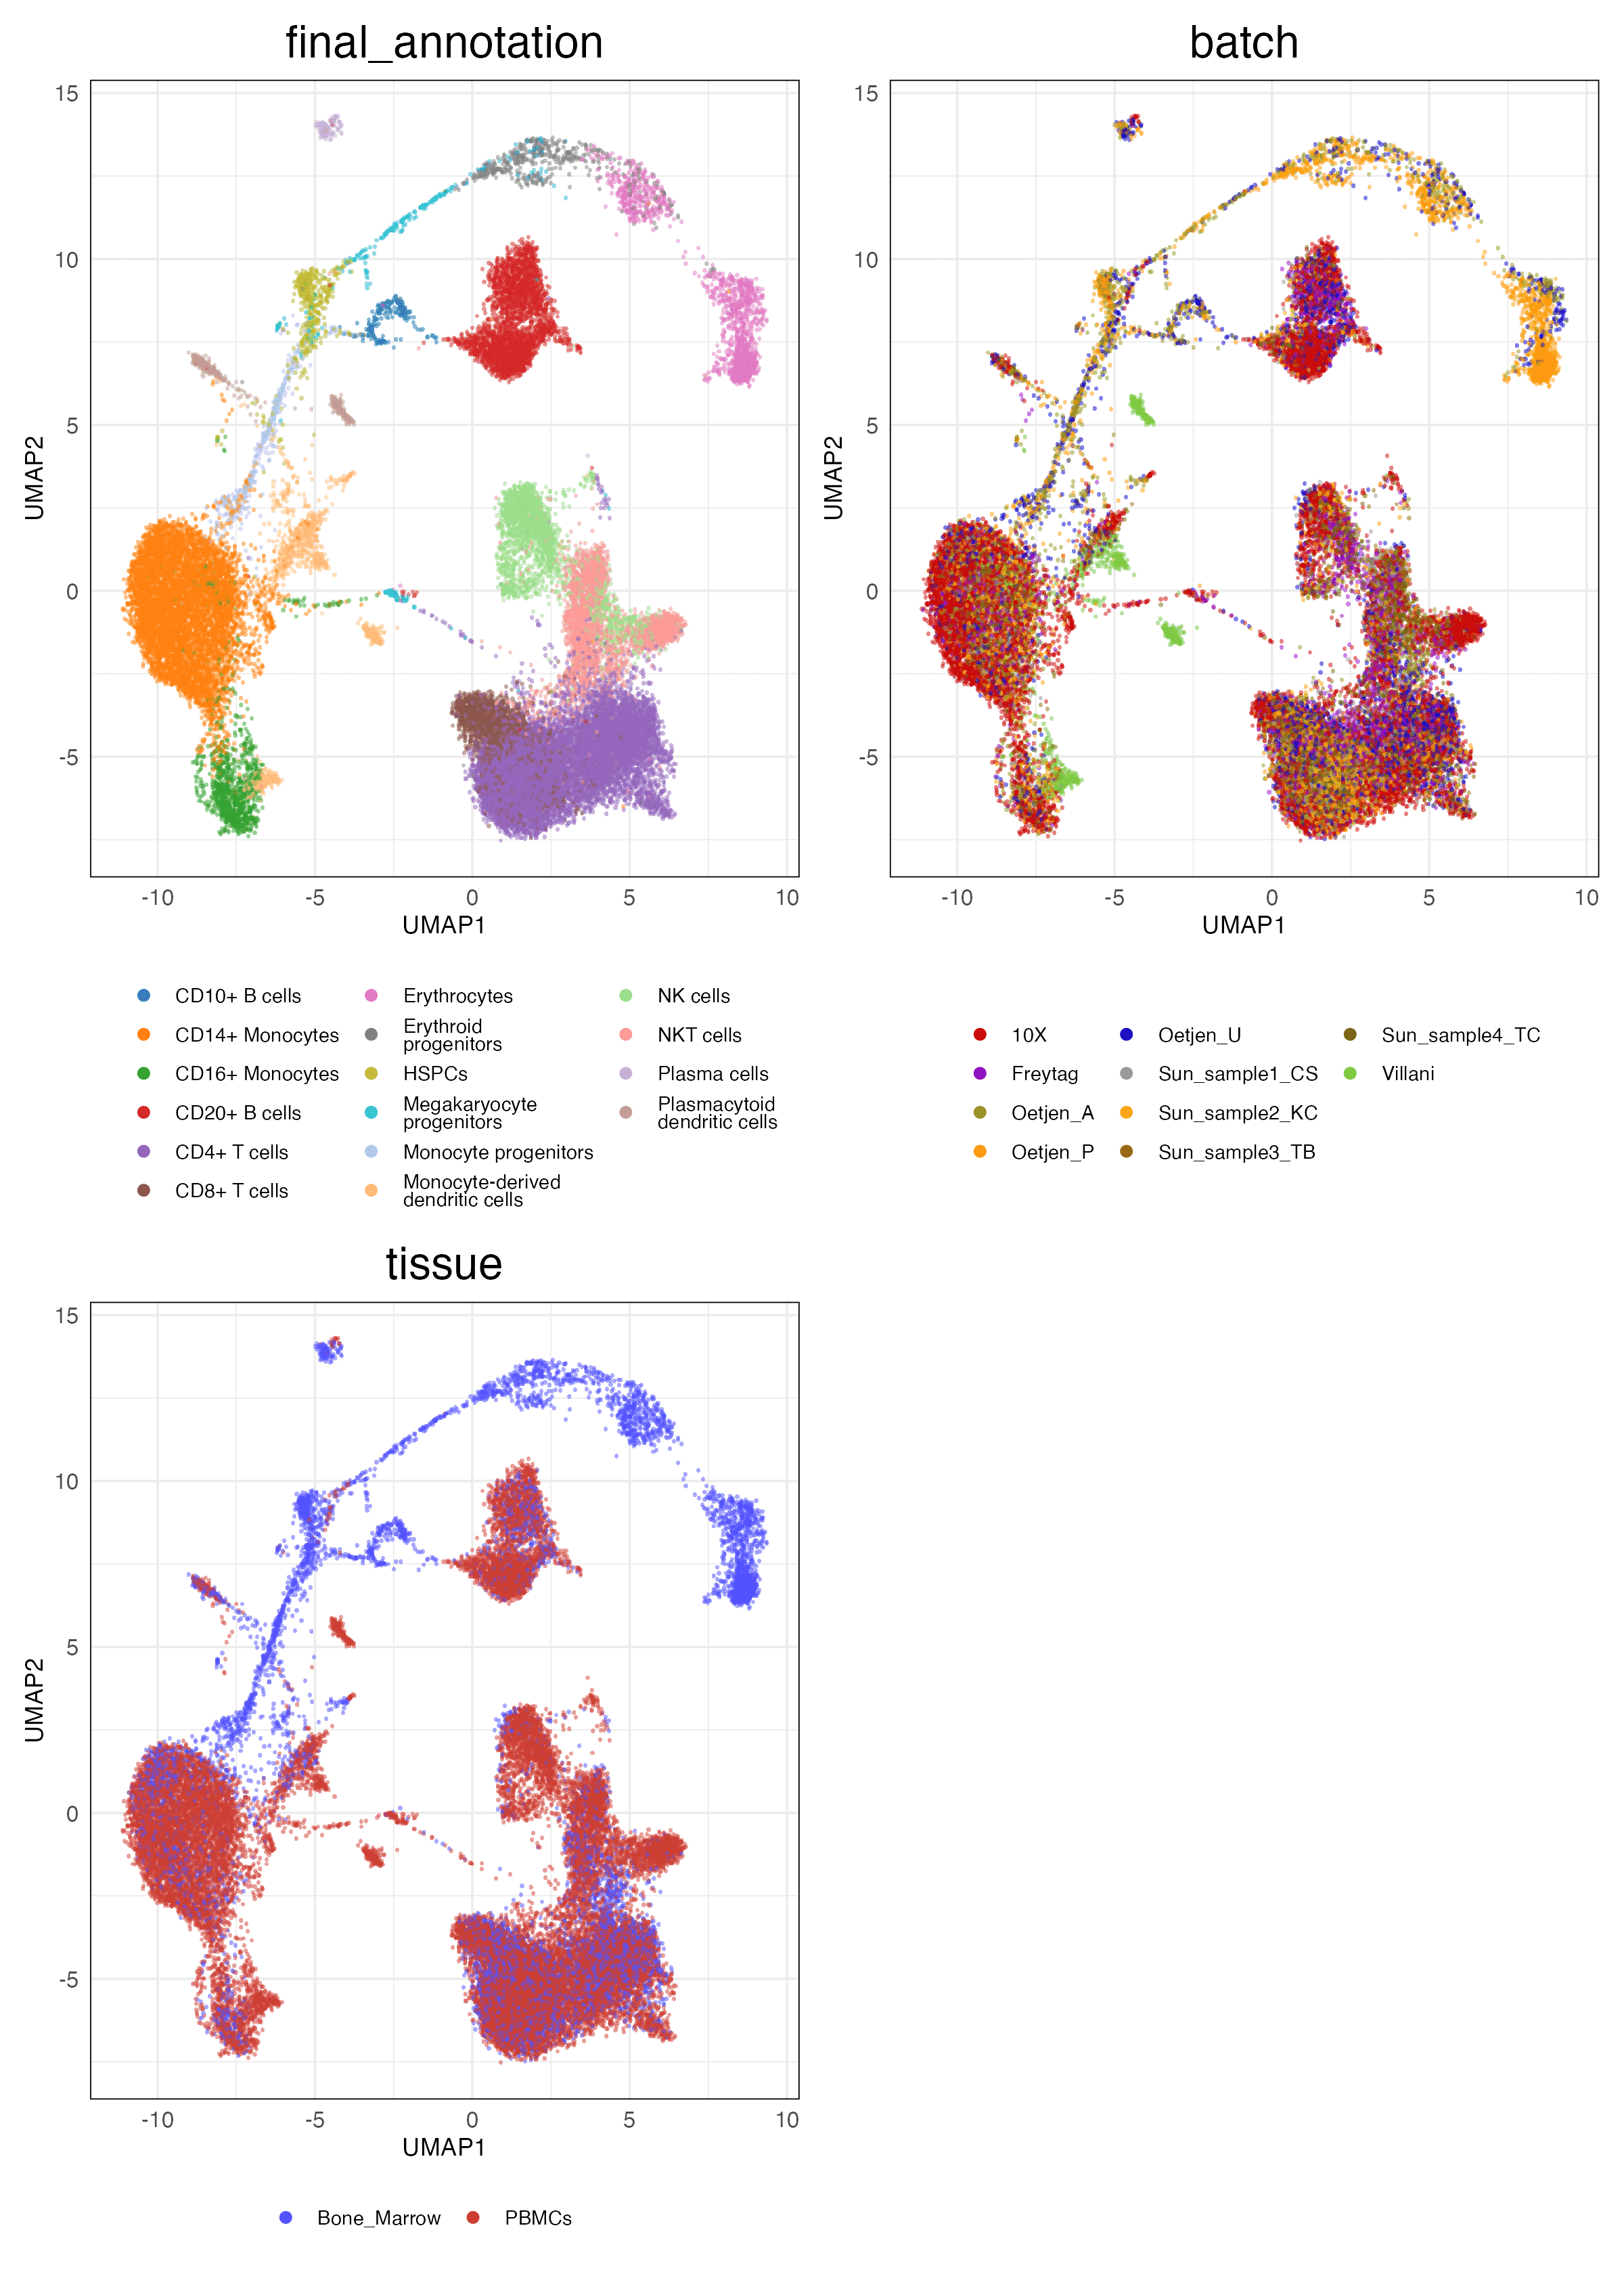 final_annotation
batch
15
10
5
0
-5
UMAP2
-10 -5 0 5 10
UMAP1
15
10
5
0
-5
UMAP2
-10 -5 0 5 10
UMAP1
CD10+ B cells
CD14+ Monocytes
CD16+ Monocytes
CD20+ B cells
CD4+ T cells
CD8+ T cells
Erythrocytes
Erythroid
progenitors
HSPCs
Megakaryocyte
progenitors
Monocyte progenitors
Monocyte-derived
dendritic cells
NK cells
NKT cells
Plasma cells
Plasmacytoid
dendritic cells
10X
Freytag
Oetjen_A
Oetjen_P
Oetjen_U
Sun_sample1_CS
Sun_sample2_KC
Sun_sample3_TB
Sun_sample4_TC
Villani
tissue
15
10
5
0
-5
UMAP2
-10 -5 0 5 10
UMAP1
Bone_Marrow PBMCs